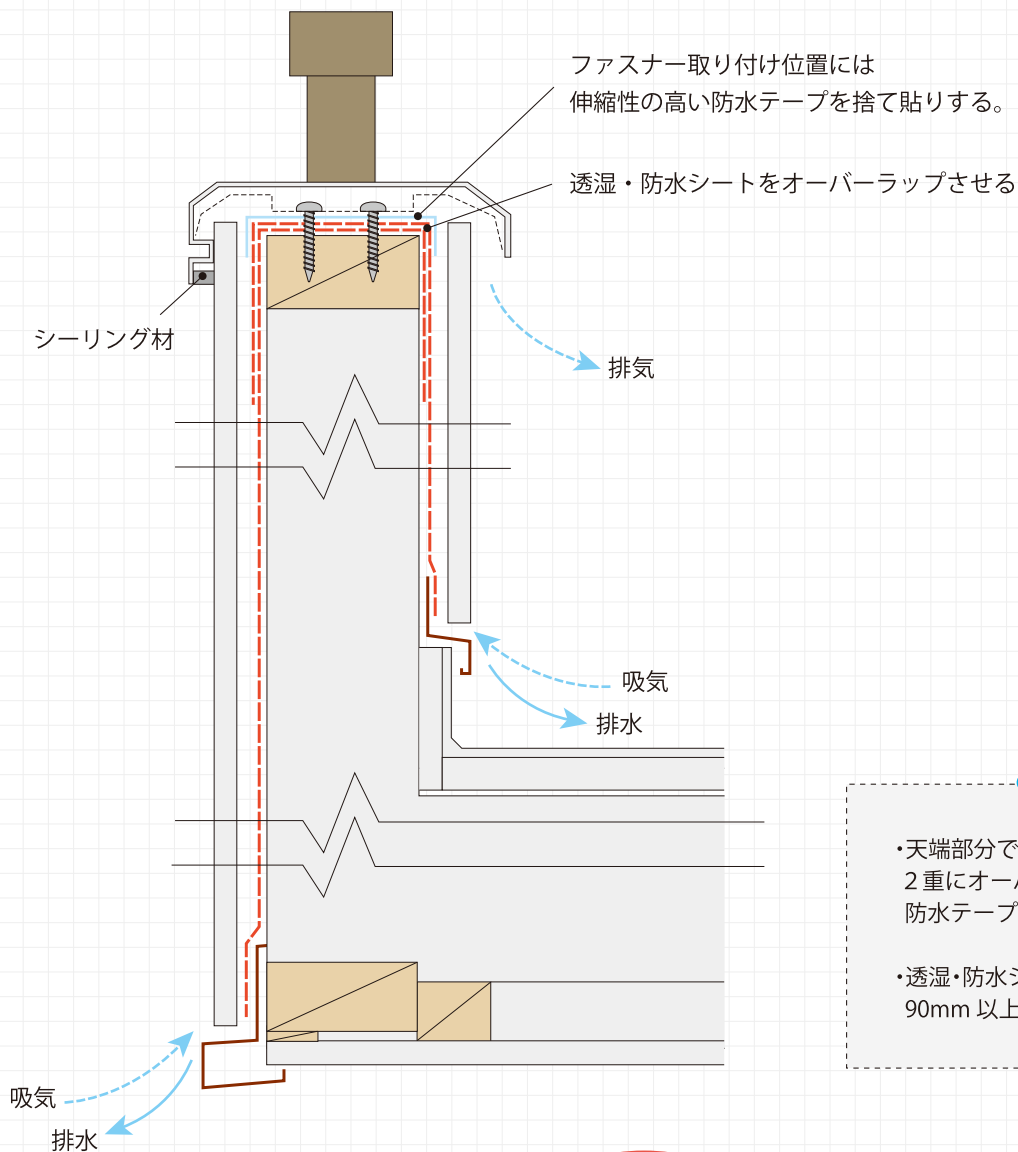 ファスナー取り付け位置には
伸縮性の高い防水テープを捨て貼りする。
透湿・防水シートをオーバーラップさせる
シーリング材
排気
吸気
排水
・天端部分で
2重にオー
防水テープ
・透湿・防水シ
90mm 以上
吸気
排水